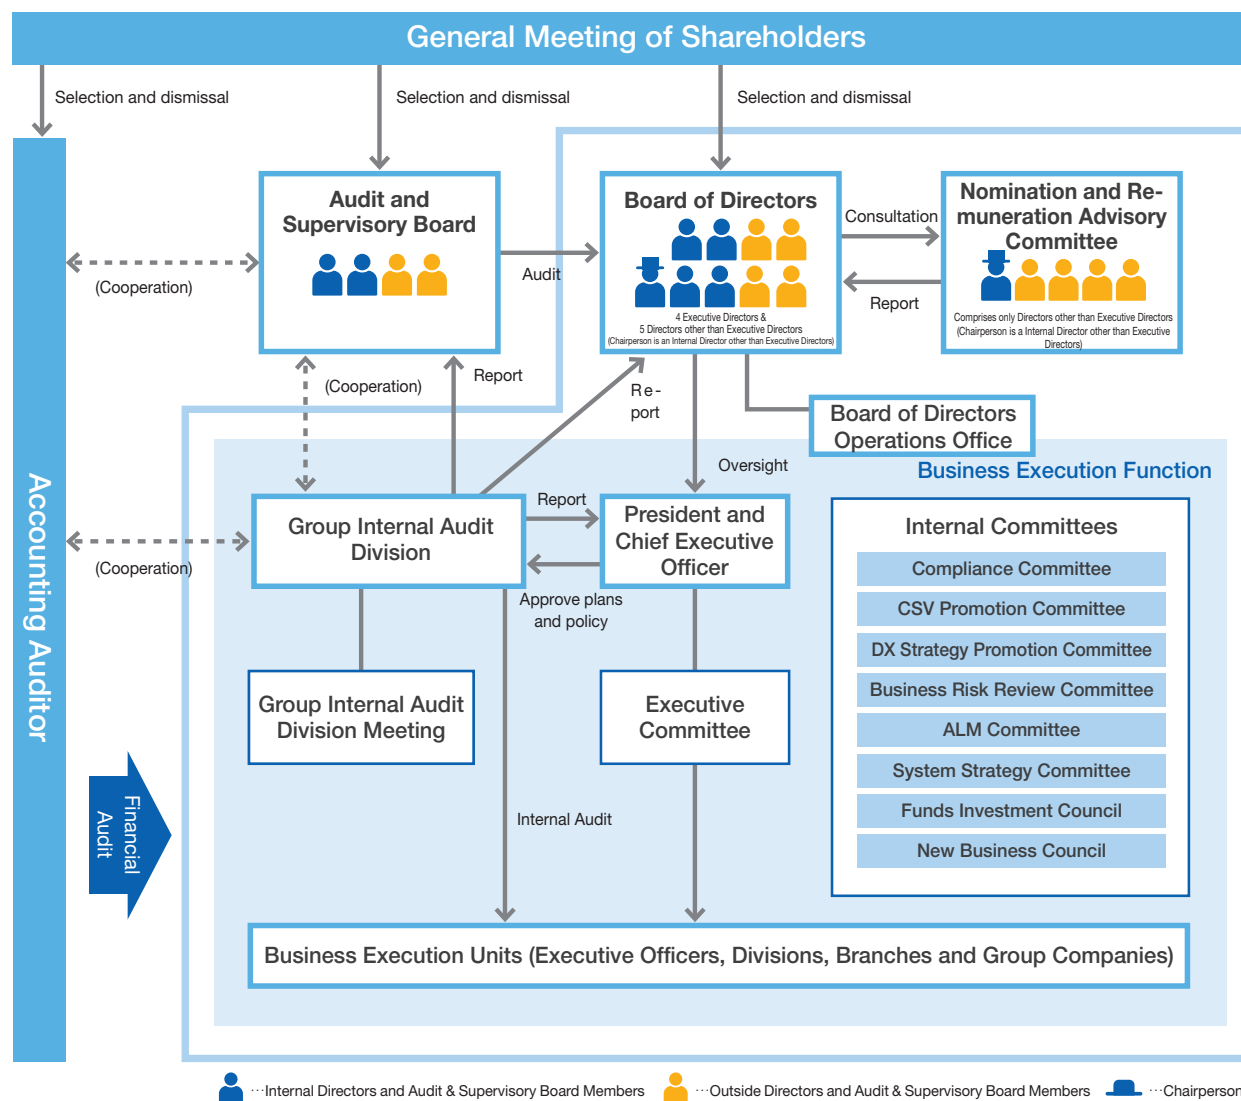 General Meeting of Shareholders
Selection and dismissal
Selection and dismissal
Selection and dismissal
Accounting Auditor
Audit and
Supervisory Board
Board of Directors
4 Executive Directors &
5 Directors other than Executive Directors
(Chairperson is an Internal Director other than Executive Directors)
Nomination and Re-
muneration Advisory
Committee
Comprises only Directors other than Executive Directors
(Chairperson is a Internal Director other than Executive
Directors)
Consultation
Report
Audit
(Cooperation)
(Cooperation)
Report
Re-
port
Oversight
Board of Directors
Operations Office
Business Execution Function
Group Internal Audit
Division
Report
Approve plans
and policy
President and
Chief Executive
Officer
(Cooperation)
Group Internal Audit
Division Meeting
Executive
Committee
Internal Audit
Financial
Audit
Internal Committees
Compliance Committee
CSV Promotion Committee
DX Strategy Promotion Committee
Business Risk Review Committee
ALM Committee
System Strategy Committee
Funds Investment Council
New Business Council
Business Execution Units (Executive Officers, Divisions, Branches and Group Companies)
···Internal Directors and Audit & Supervisory Board Members
···Outside Directors and Audit & Supervisory Board Members
···Chairperson